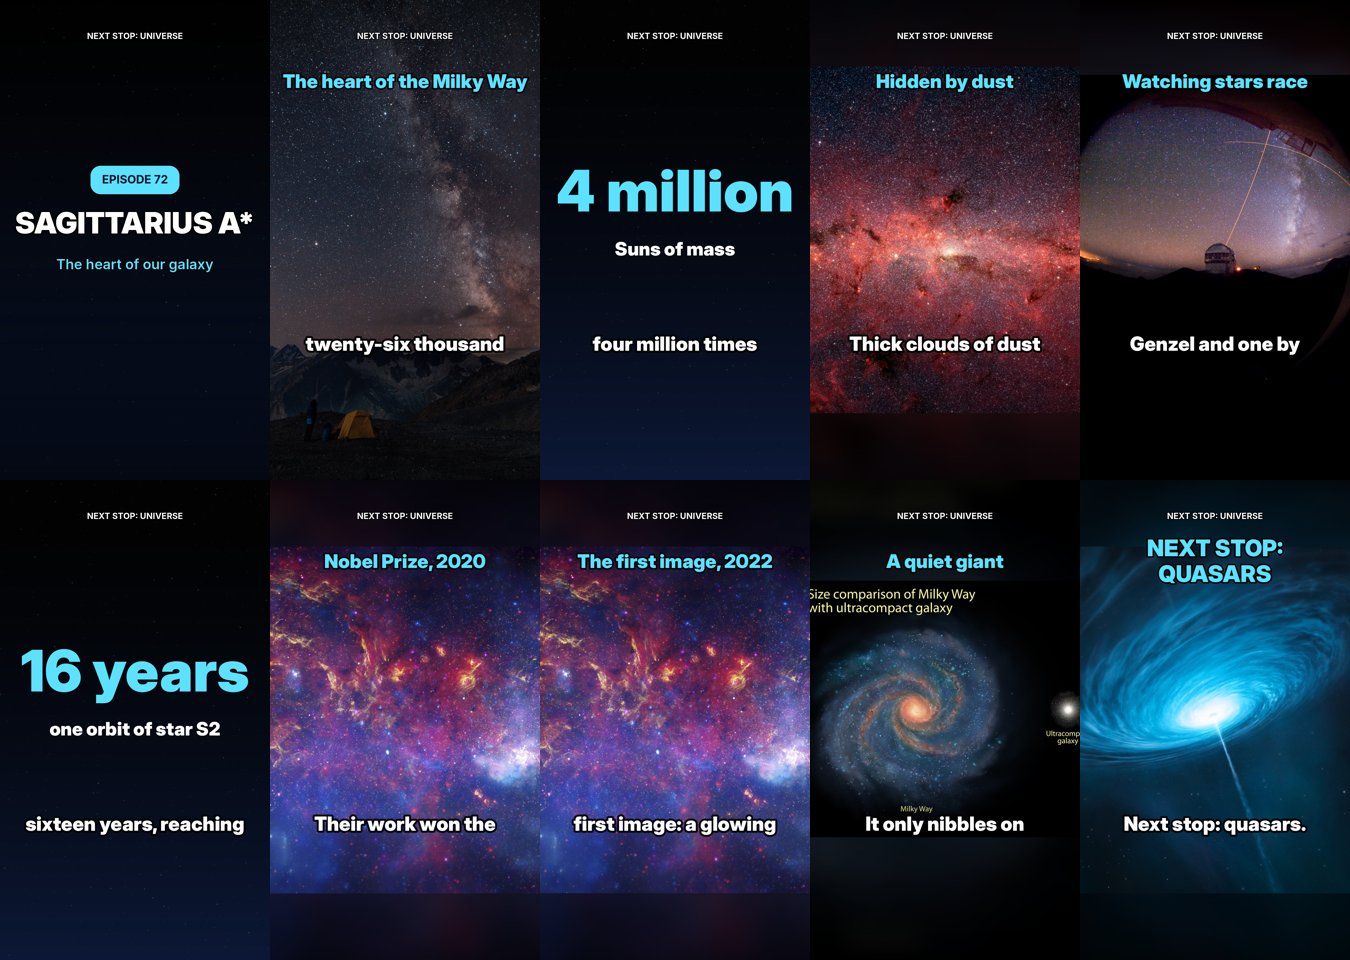 NEXT STOP: UNIVERSE
EPISODE 72
SAGITTARIUS A*
The heart of our galaxy
NEXT STOP: UNIVERSE
The heart of the Milky Way
twenty-six thousand
NEXT STOP: UNIVERSE
4 million
Suns of mass
four million times
NEXT STOP: UNIVERSE
Hidden by dust
Thick clouds of dust
NEXT STOP: UNIVERSE
Watching stars race
Genzel and one by
NEXT STOP: UNIVERSE
16 years
one orbit of star S2
sixteen years, reaching
NEXT STOP: UNIVERSE
Nobel Prize, 2020
Their work won the
NEXT STOP: UNIVERSE
The first image, 2022
first image: a glowing
NEXT STOP: UNIVERSE
A quiet giant
Size comparison of Milky Way
with ultracompact galaxy
Ultracomp
galaxy
Milky Way
It only nibbles on
NEXT STOP: UNIVERSE
NEXT STOP:
QUASARS
Next stop: quasars.